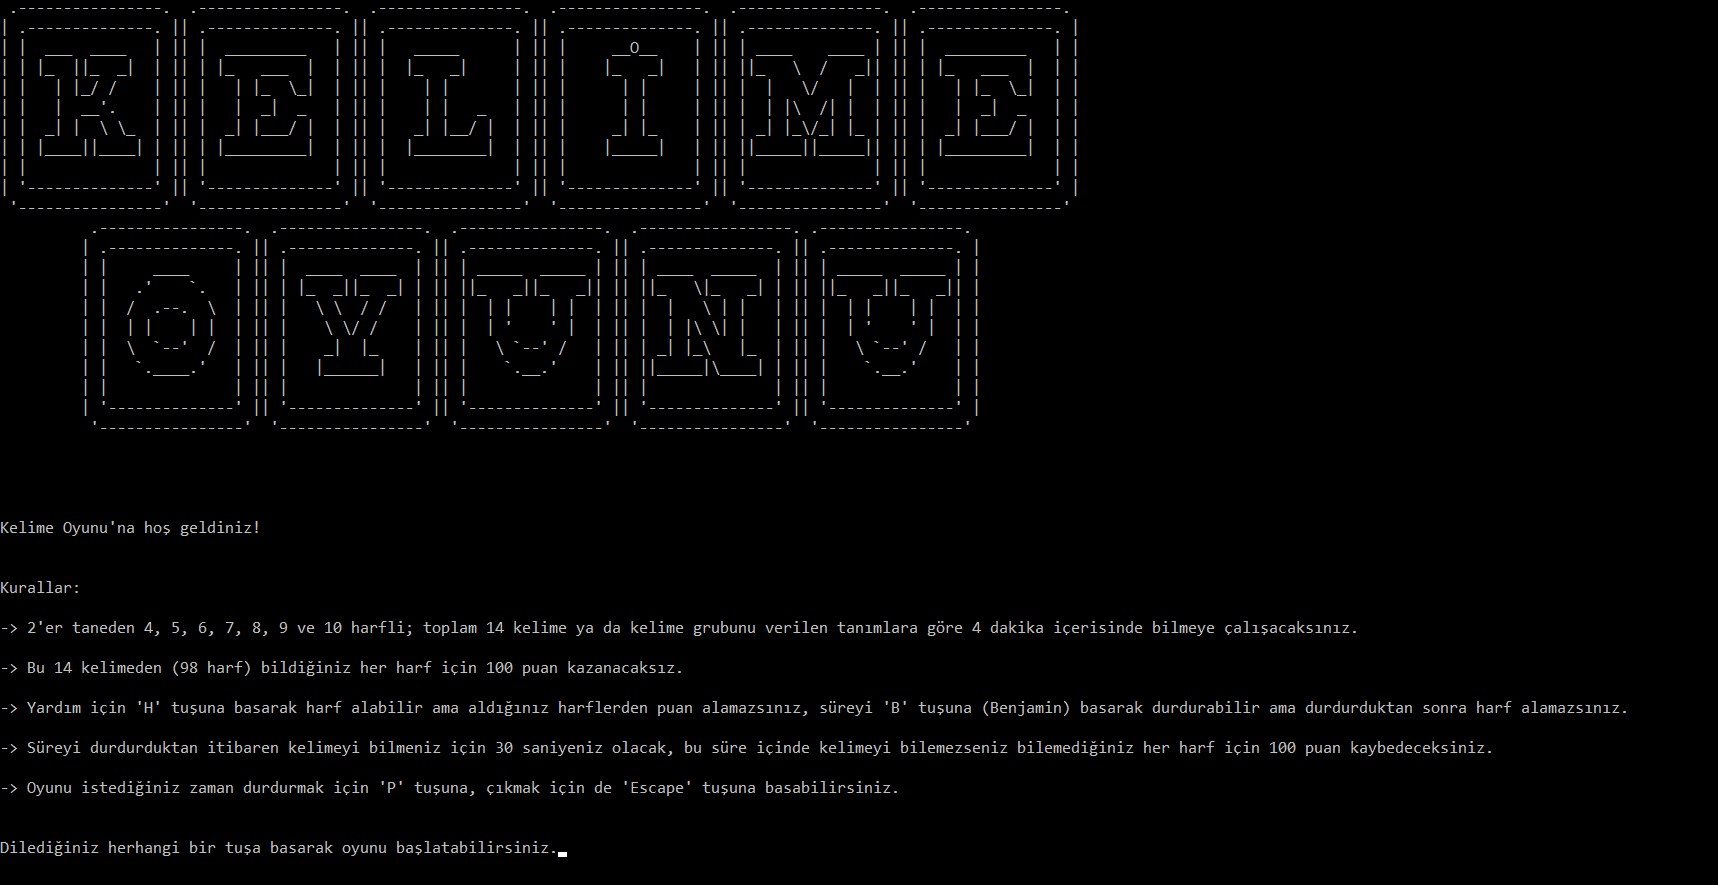 KELİME
OYUNU
Kelime Oyunu'na hoş geldiniz!
Kurallar:
-> 2'er taneden 4, 5, 6, 7, 8, 9 ve 10 harfli; toplam 14 kelime ya da kelime grubunu verilen tanımlara göre 4 dakika içerisinde bilmeye çalışacaksınız.
-> Bu 14 kelimeden (98 harf) bildiğiniz her harf için 100 puan kazanacaksız.
-> Yardım için 'H' tuşuna basarak harf alabilir ama aldığınız harflerden puan alamazsınız, süreyi 'B' tuşuna (Benjamin) basarak durdurabilir ama durdurduktan sonra harf alamazsınız.
-> Süreyi durdurduktan itibaren kelimeyi bilmeniz için 30 saniyeniz olacak, bu süre içinde kelimeyi bilemezseniz bilemediğiniz her harf için 100 puan kaybedeceksiniz.
-> Oyunu istediğiniz zaman durdurmak için 'P' tuşuna, çıkmak için de 'Escape' tuşuna basabilirsiniz.
Dilediğiniz herhangi bir tuşa basarak oyunu başlatabilirsiniz.